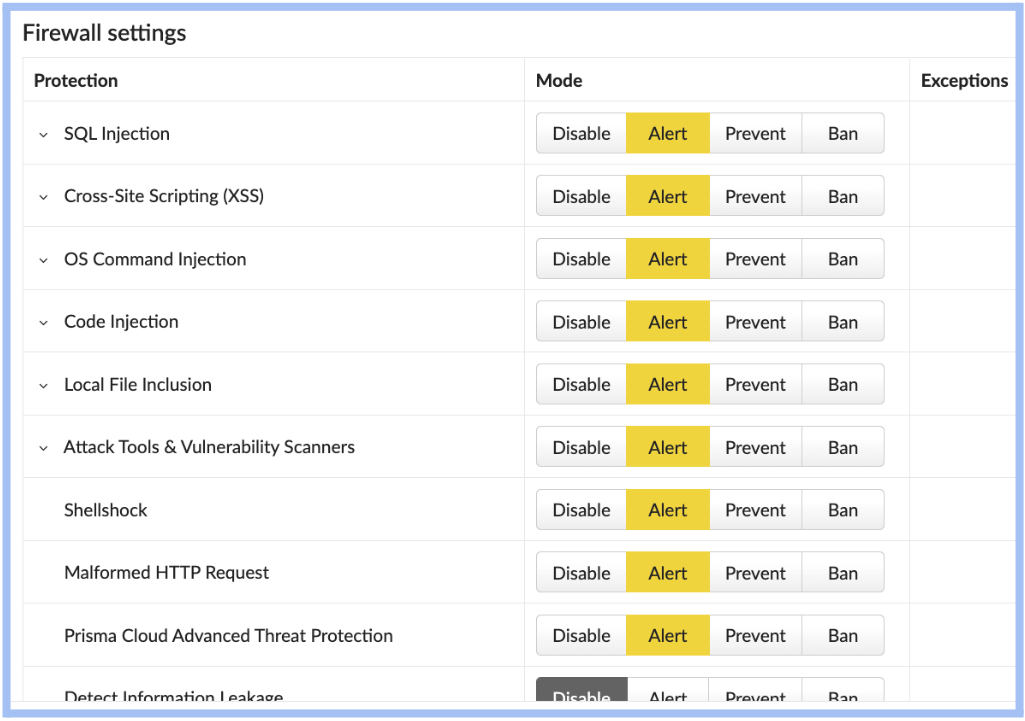 Firewall settings
Protection Mode Exceptions
SQL Injection Disable Alert Prevent Ban
Cross-Site Scripting (XSS) Disable Alert Prevent Ban
OS Command Injection Disable Alert Prevent Ban
Code Injection Disable Alert Prevent Ban
Local File Inclusion Disable Alert Prevent Ban
Attack Tools & Vulnerability Scanners Disable Alert Prevent Ban
Shellshock Disable Alert Prevent Ban
Malformed HTTP Request Disable Alert Prevent Ban
Prisma Cloud Advanced Threat Protection Disable Alert Prevent Ban
Detect Information Leakage Disable Alert Prevent Ban